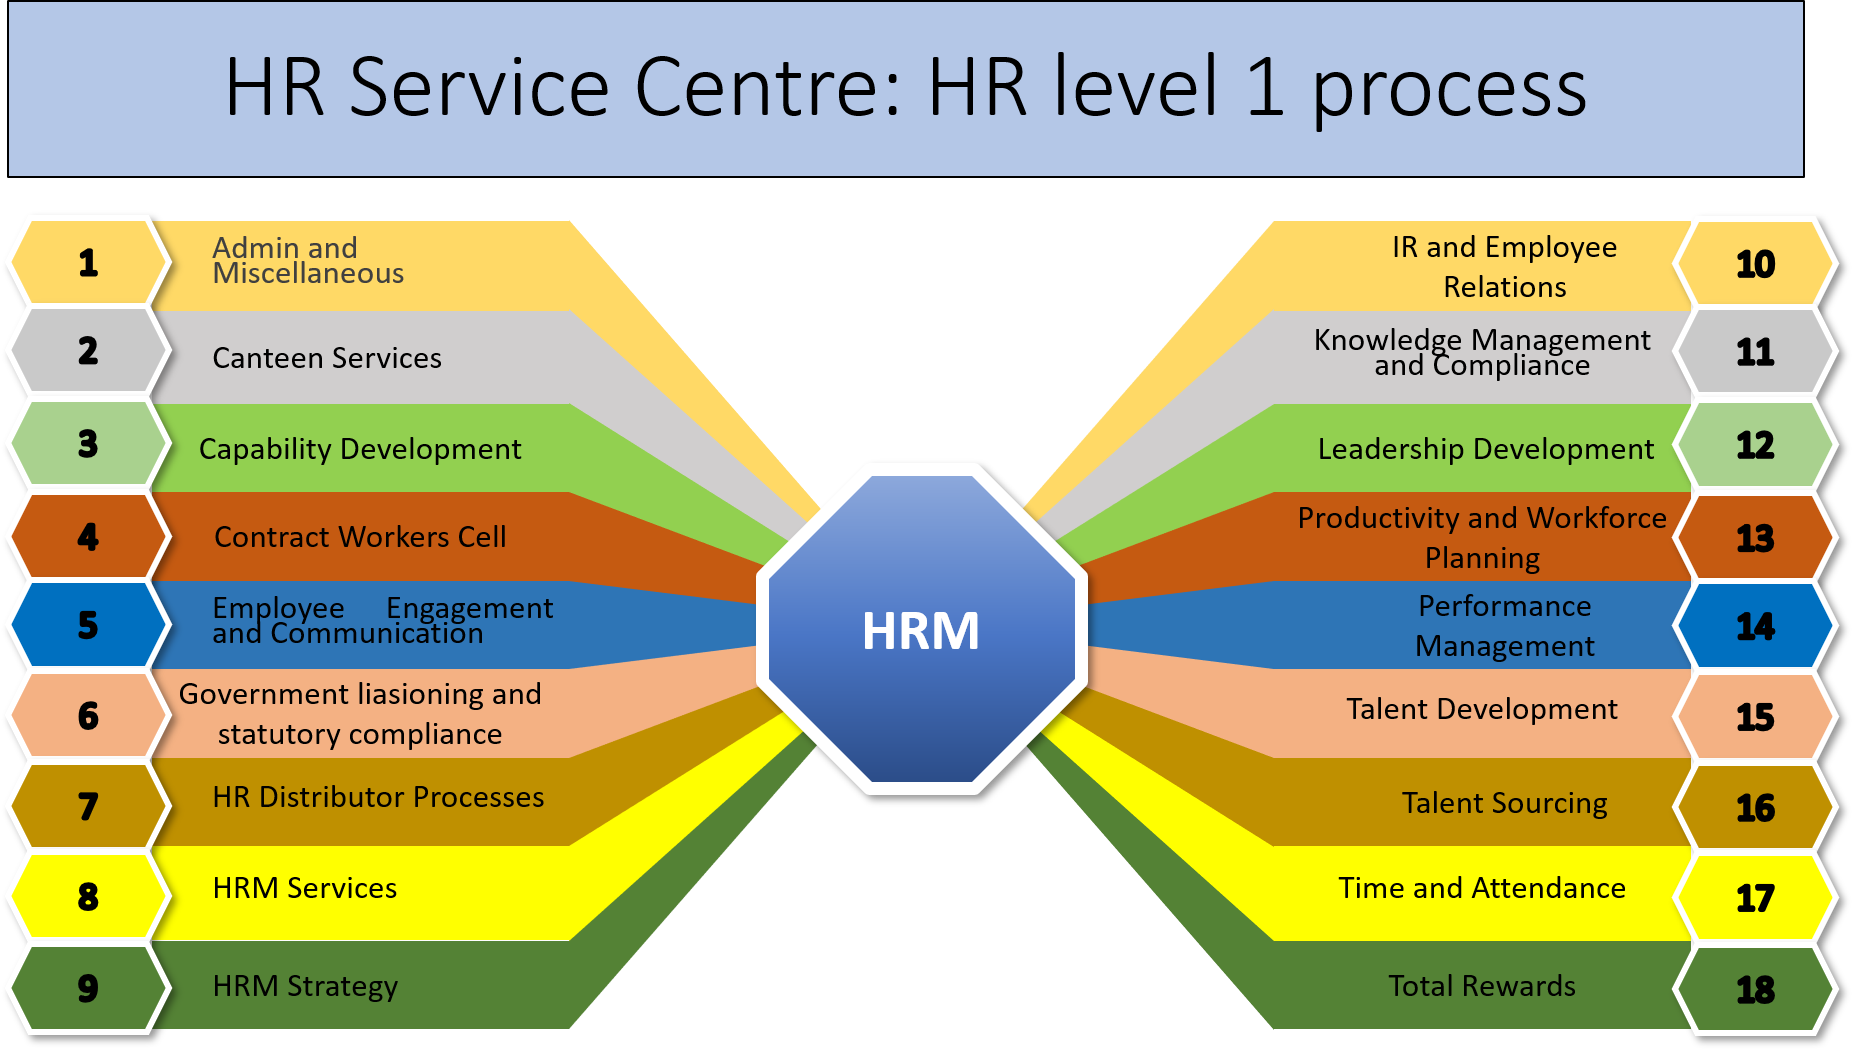 HR Service Centre: HR level 1 process
1
Admin and
Miscellaneous
2
Canteen Services
3
Capability Development
4
Contract Workers Cell
5
Employee Engagement
and Communication
6
Government liasioning and
statutory compliance
7
HR Distributor Processes
8
HRM Services
9
HRM Strategy
HRM
IR and Employee
Relations
10
Knowledge Management
and Compliance
11
Leadership Development
12
Productivity and Workforce
Planning
13
Performance
Management
14
Talent Development
15
Talent Sourcing
16
Time and Attendance
17
Total Rewards
18